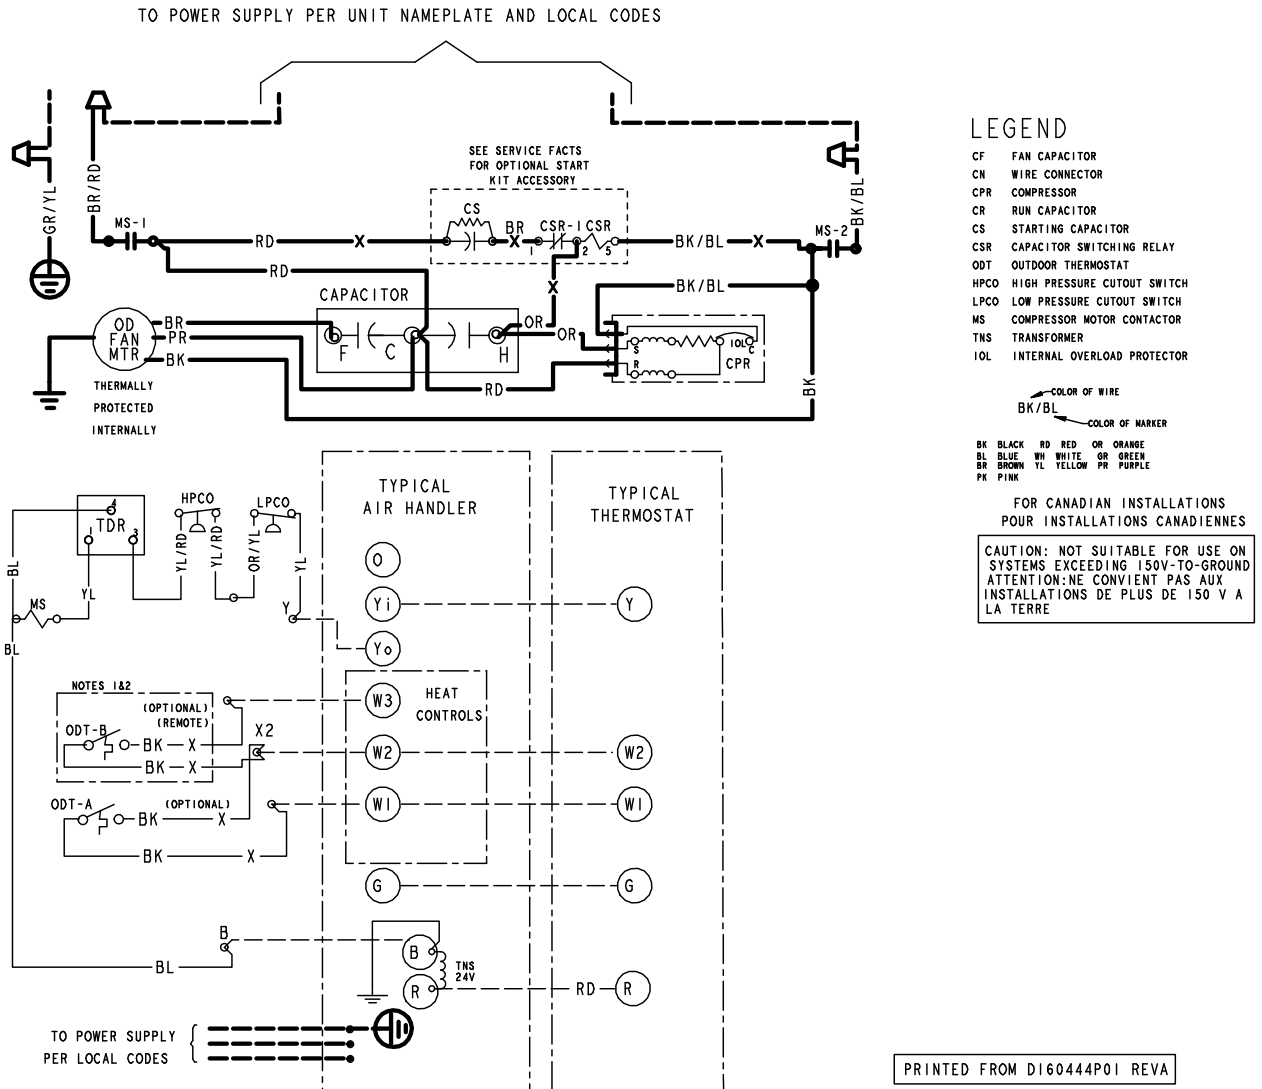 TO POWER SUPPLY PER UNIT NAMEPLATE AND LOCAL CODES
GR/YL
BR/RD
MS-1
RD
X
RD
SEE SERVICE FACTS
FOR OPTIONAL START
KIT ACCESSORY
CS
BR
X
CSR-1
CSR
1
2
5
BK/BL
X
MS-2
BK/BL
X
BK/BL
CAPACITOR
F
C
H
OR
OR
RD
S
R
IOL
C
CPR
BK
OD
FAN
MTR
BR
PR
BK
THERMALLY
PROTECTED
INTERNALLY
LEGEND
CF FAN CAPACITOR
CN WIRE CONNECTOR
CPR COMPRESSOR
CR RUN CAPACITOR
CS STARTING CAPACITOR
CSR CAPACITOR SWITCHING RELAY
ODT OUTDOOR THERMOSTAT
HPCO HIGH PRESSURE CUTOUT SWITCH
LPCO LOW PRESSURE CUTOUT SWITCH
MS COMPRESSOR MOTOR CONTACTOR
TNS TRANSFORMER
IOL INTERNAL OVERLOAD PROTECTOR
COLOR OF WIRE
BK/BL
COLOR OF MARKER
BK BLACK RD RED OR ORANGE
BL BLUE WH WHITE GR GREEN
BR BROWN YL YELLOW PR PURPLE
PK PINK
FOR CANADIAN INSTALLATIONS
POUR INSTALLATIONS CANADIENNES
CAUTION: NOT SUITABLE FOR USE ON
SYSTEMS EXCEEDING 150V-TO-GROUND
ATTENTION:NE CONVIENT PAS AUX
INSTALLATIONS DE PLUS DE 150 V A
LA TERRE
TDR
4
1
3
BL
YL
MS
BL
HPCO
YL/RD
YL/RD
LPCO
OR/YL
YL
Y
TYPICAL
AIR HANDLER
O
Yi
Yo
W3
HEAT
CONTROLS
W2
W1
G
B
R
TNS
24V
TYPICAL
THERMOSTAT
Y
W2
W1
G
RD
R
NOTES 1&2
(OPTIONAL)
(REMOTE)
ODT-B
BK
X
BK
X
X2
ODT-A
(OPTIONAL)
BK
X
BK
X
B
BL
TO POWER SUPPLY
PER LOCAL CODES
PRINTED FROM D160444P01 REVA